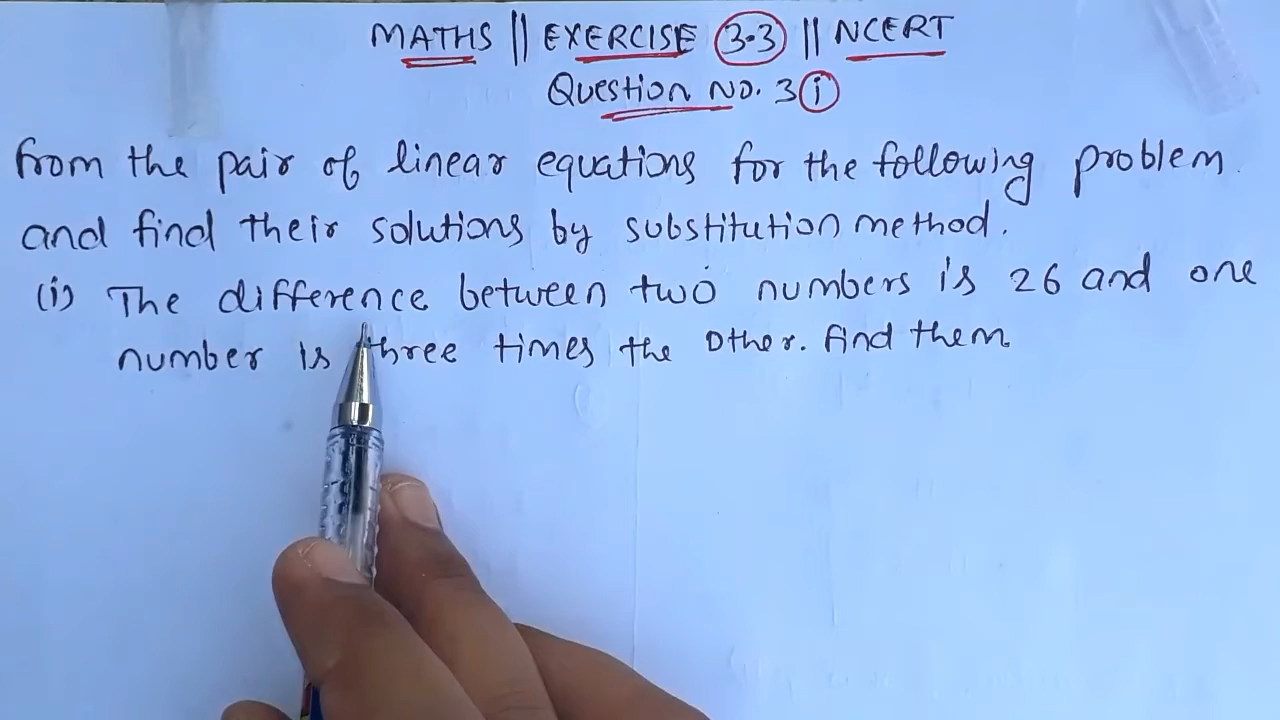 MATHS || EXERCISE 3.3 || NCERT
Question No. 3 i
from the pair of linear equations for the following problem.
and find their solutions by substitution method.
(i) The difference between two numbers is 26 and one
number is three times the other. find them.